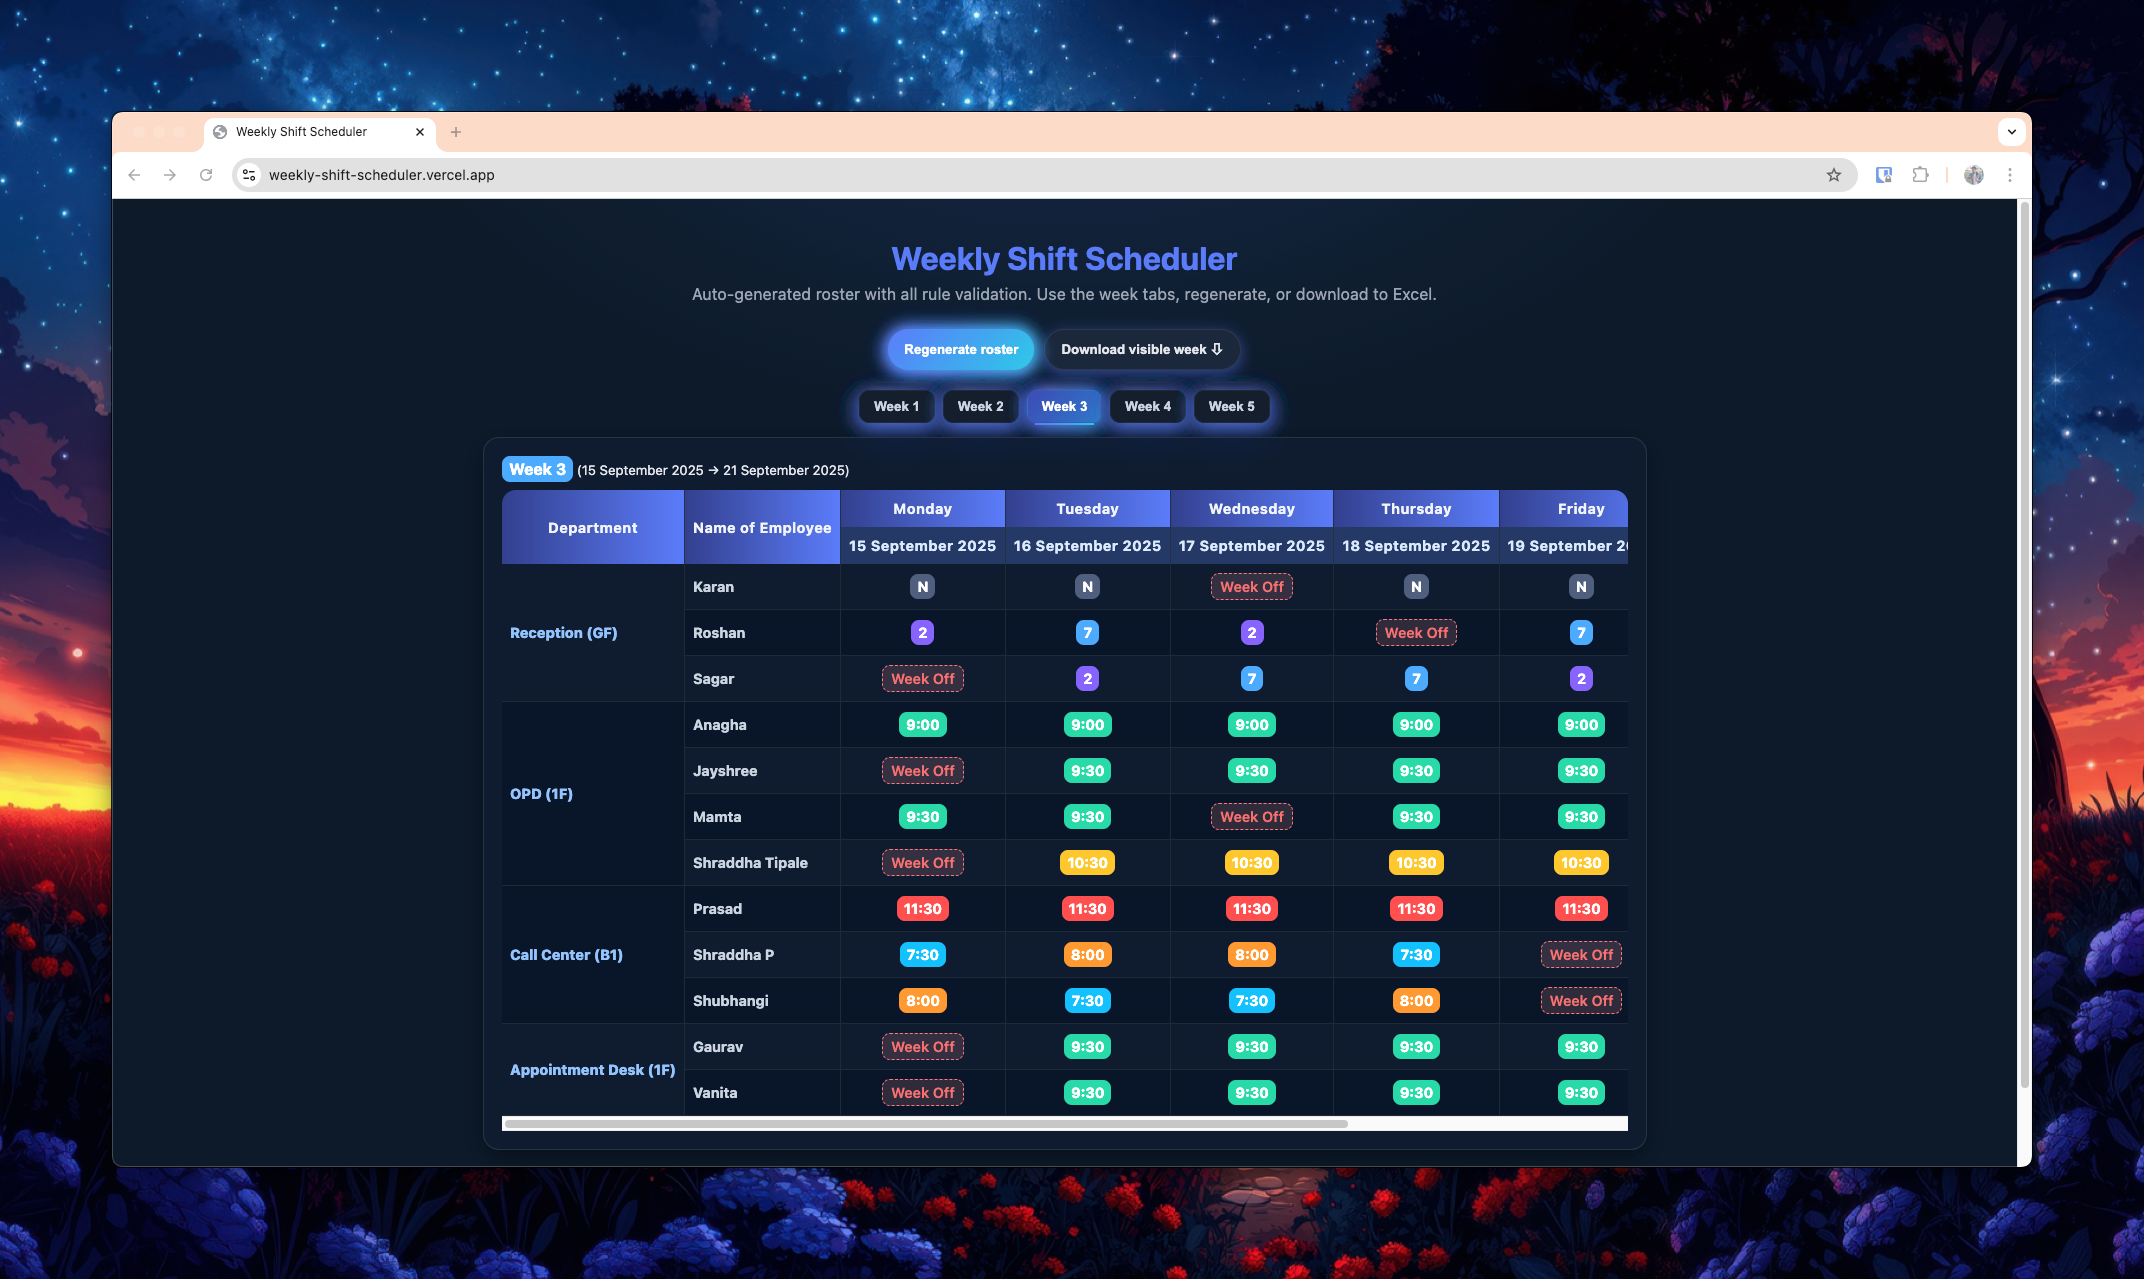 Weekly Shift Scheduler
weekly-shift-scheduler.vercel.app
Weekly Shift Scheduler
Auto-generated roster with all rule validation. Use the week tabs, regenerate, or download to Excel.
Regenerate roster Download visible week ⇩
Week 1 Week 2 Week 3 Week 4 Week 5
Week 3 (15 September 2025 → 21 September 2025)
Department Name of Employee Monday Tuesday Wednesday Thursday Friday
15 September 2025 16 September 2025 17 September 2025 18 September 2025 19 September 20
Reception (GF)
Karan N N Week Off N N
Roshan 2 7 2 Week Off 7
Sagar Week Off 2 7 7 2
OPD (1F)
Anagha 9:00 9:00 9:00 9:00 9:00
Jayshree Week Off 9:30 9:30 9:30 9:30
Mamta 9:30 9:30 Week Off 9:30 9:30
Shraddha Tipale Week Off 10:30 10:30 10:30 10:30
Call Center (B1)
Prasad 11:30 11:30 11:30 11:30 11:30
Shraddha P 7:30 8:00 8:00 7:30 Week Off
Shubhangi 8:00 7:30 7:30 8:00 Week Off
Appointment Desk (1F)
Gaurav Week Off 9:30 9:30 9:30 9:30
Vanita Week Off 9:30 9:30 9:30 9:30